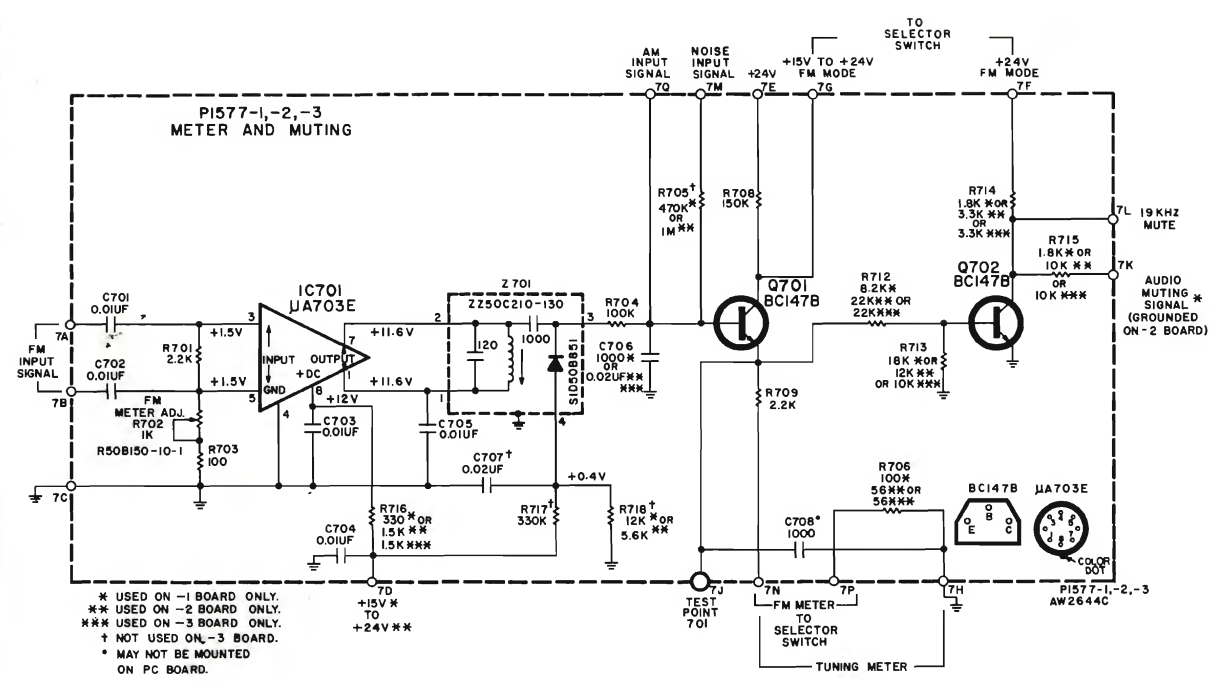 TO
SELECTOR
SWITCH
AM
INPUT
SIGNAL
NOISE
INPUT
SIGNAL
+24V
+15V TO +24V
FM MODE
+24V
FM MODE
7Q
7M
7E
7G
7F
P1577-1,-2,-3
METER AND MUTING
R705†
470K*
OR
1M**
R708
150K
R714
1.8K * OR
3.3K **
OR
3.3K ***
7L 19KHZ
MUTE
R715
1.8K * OR
10K **
OR
10K ***
7K
AUDIO
MUTING
SIGNAL *
(GROUNDED
ON -2 BOARD)
Q701
BC147B
Q702
BC147B
R712
8.2K*
22K** OR
22K***
R713
18K * OR
12K **
OR 10K ***
IC701
µA703E
Z 701
ZZ50C210-130
C701
0.01UF
7A
FM
INPUT
SIGNAL
7B
C702
0.01UF
R701
2.2K
+1.5V
+1.5V
3
5
INPUT
OUTPUT
+DC
GND
4
8
7
1
+12V
+11.6V
+11.6V
2
1
120
1000
3
4
S1D50B851
R704
100K
C706
1000*
OR
0.02UF**
***
FM
METER ADJ.
R702
1K
R50B150-10-1
R703
100
C703
0.01UF
C705
0.01UF
C707†
0.02UF
+0.4V
R709
2.2K
7C
R716
330 * OR
1.5K **
1.5K ***
C704
0.01UF
R717†
330K
R718†
12K *
OR
5.6K **
R706
100*
56** OR
56***
C708•
1000
BC147B
B
E
C
µA703E
3
4
5
1
8
7
COLOR
DOT
7D
+15V *
TO
+24V **
7J
TEST
POINT
701
7N
7P
7H
FM METER
TO
SELECTOR
SWITCH
TUNING METER
P1577-1,-2,-3
AW2644C
* USED ON -1 BOARD ONLY.
** USED ON -2 BOARD ONLY.
*** USED ON -3 BOARD ONLY.
† NOT USED ON -3 BOARD.
• MAY NOT BE MOUNTED
ON PC BOARD.